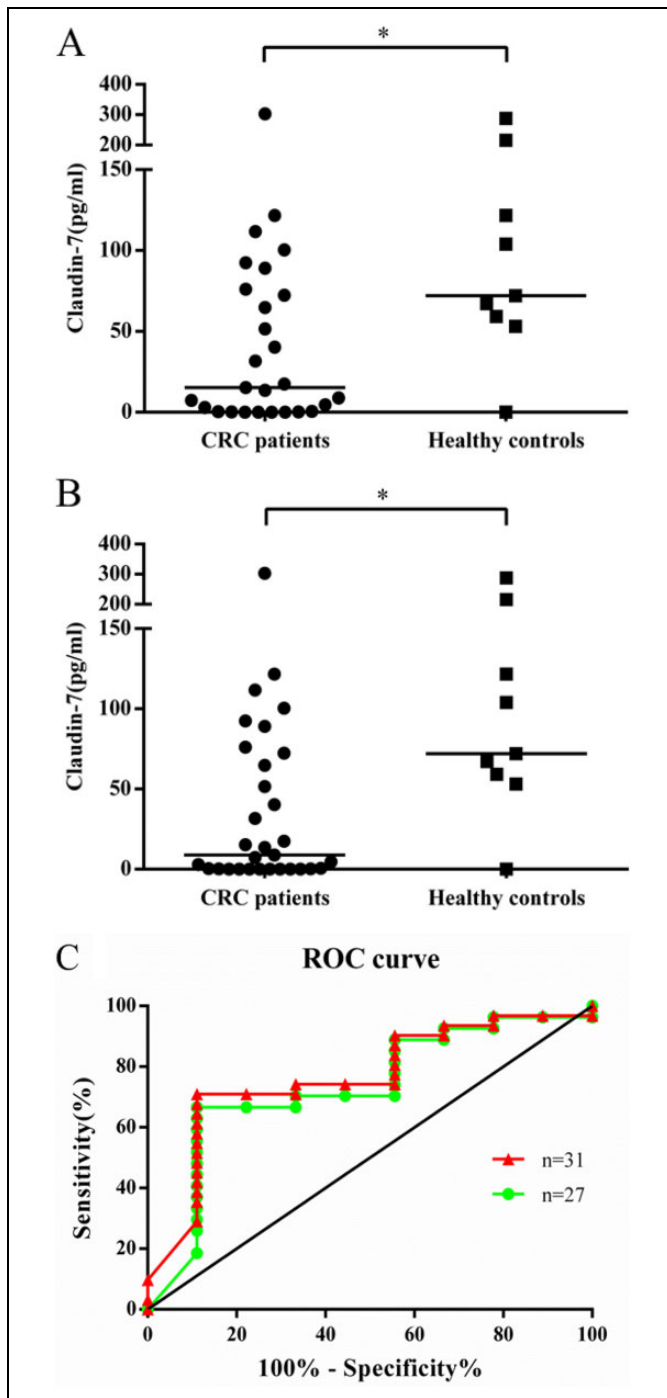 A
*
400
300
200
150
100
50
0
Claudin-7(pg/ml)
CRC patients Healthy controls
B
*
400
300
200
150
100
50
0
Claudin-7(pg/ml)
CRC patients Healthy controls
C ROC curve
100
80
60
40
20
0
Sensitivity(%)
n=31
n=27
0 20 40 60 80 100
100% - Specificity%